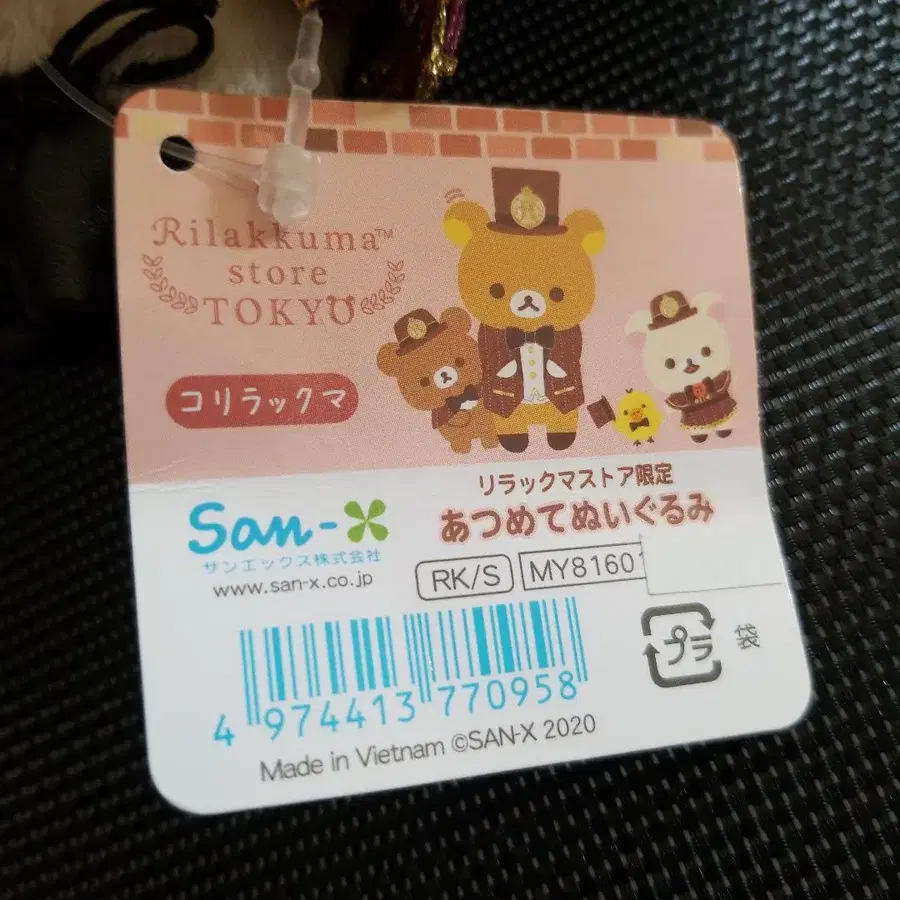 Rilakkuma™
store
TOKYO
コリラックマ
リラックマストア限定
あつめてぬいぐるみ
San-X
サンエックス株式会社
www.san-x.co.jp
RK/S
MY81601
プラ
袋
4 974413 770958
Made in Vietnam ©SAN-X 2020